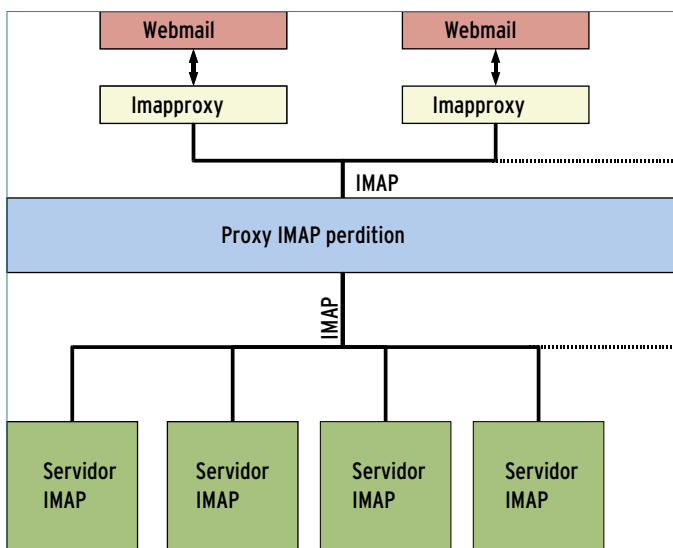 Webmail
Webmail
Imapproxy
Imapproxy
IMAP
Proxy IMAP perdition
IMAP
Servidor
IMAP
Servidor
IMAP
Servidor
IMAP
Servidor
IMAP